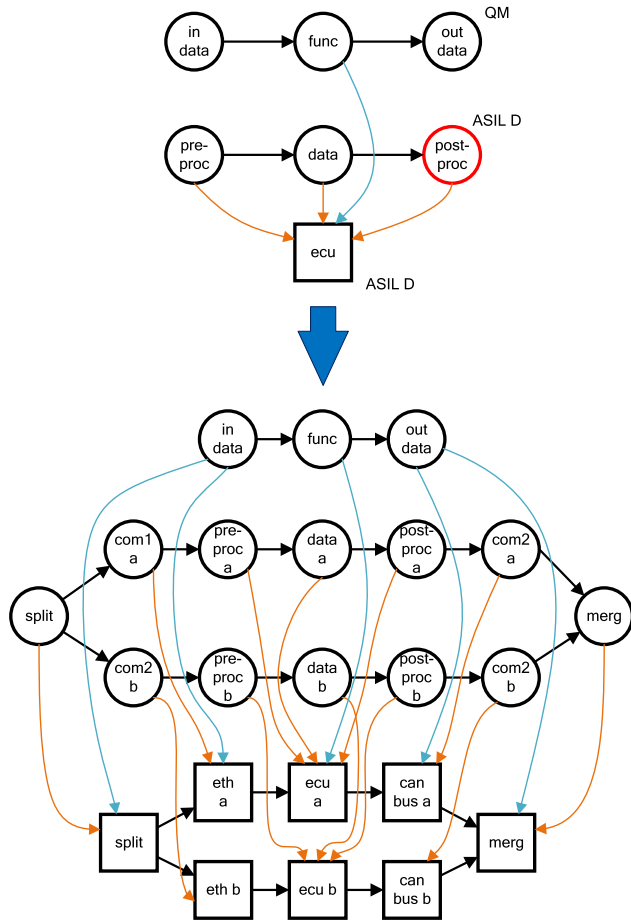 QM
in
data
func
out
data
ASIL D
pre-
proc
data
post-
proc
ecu
ASIL D
in
data
func
out
data
com1
a
pre-
proc a
data
a
post-
proc a
com2
a
split
merg
com2
b
pre-
proc
b
data
b
post-
proc
b
com2
b
eth
a
ecu
a
can
bus a
split
merg
eth b
ecu b
can
bus b